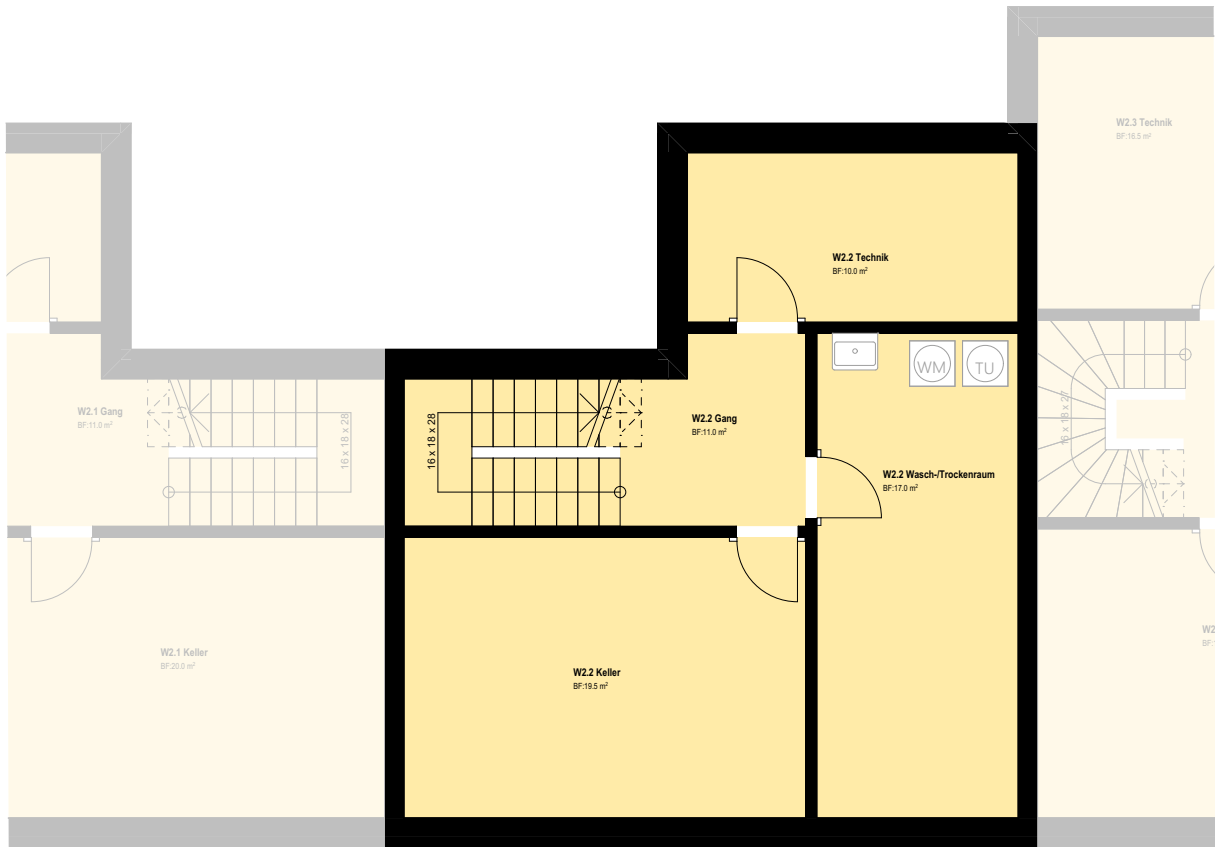 W2.3 Technik
BF:16.5 m²
W2.2 Technik
BF:10.0 m²
WM
TU
W2.1 Gang
BF:11.0 m²
16 x 18 x 28
16 x 18 x 28
W2.2 Gang
BF:11.0 m²
16 x 18 x 27
W2.2 Wasch-/Trockenraum
BF:17.0 m²
W2.1 Keller
BF:20.0 m²
W2.2 Keller
BF:19.5 m²
W2
BF: